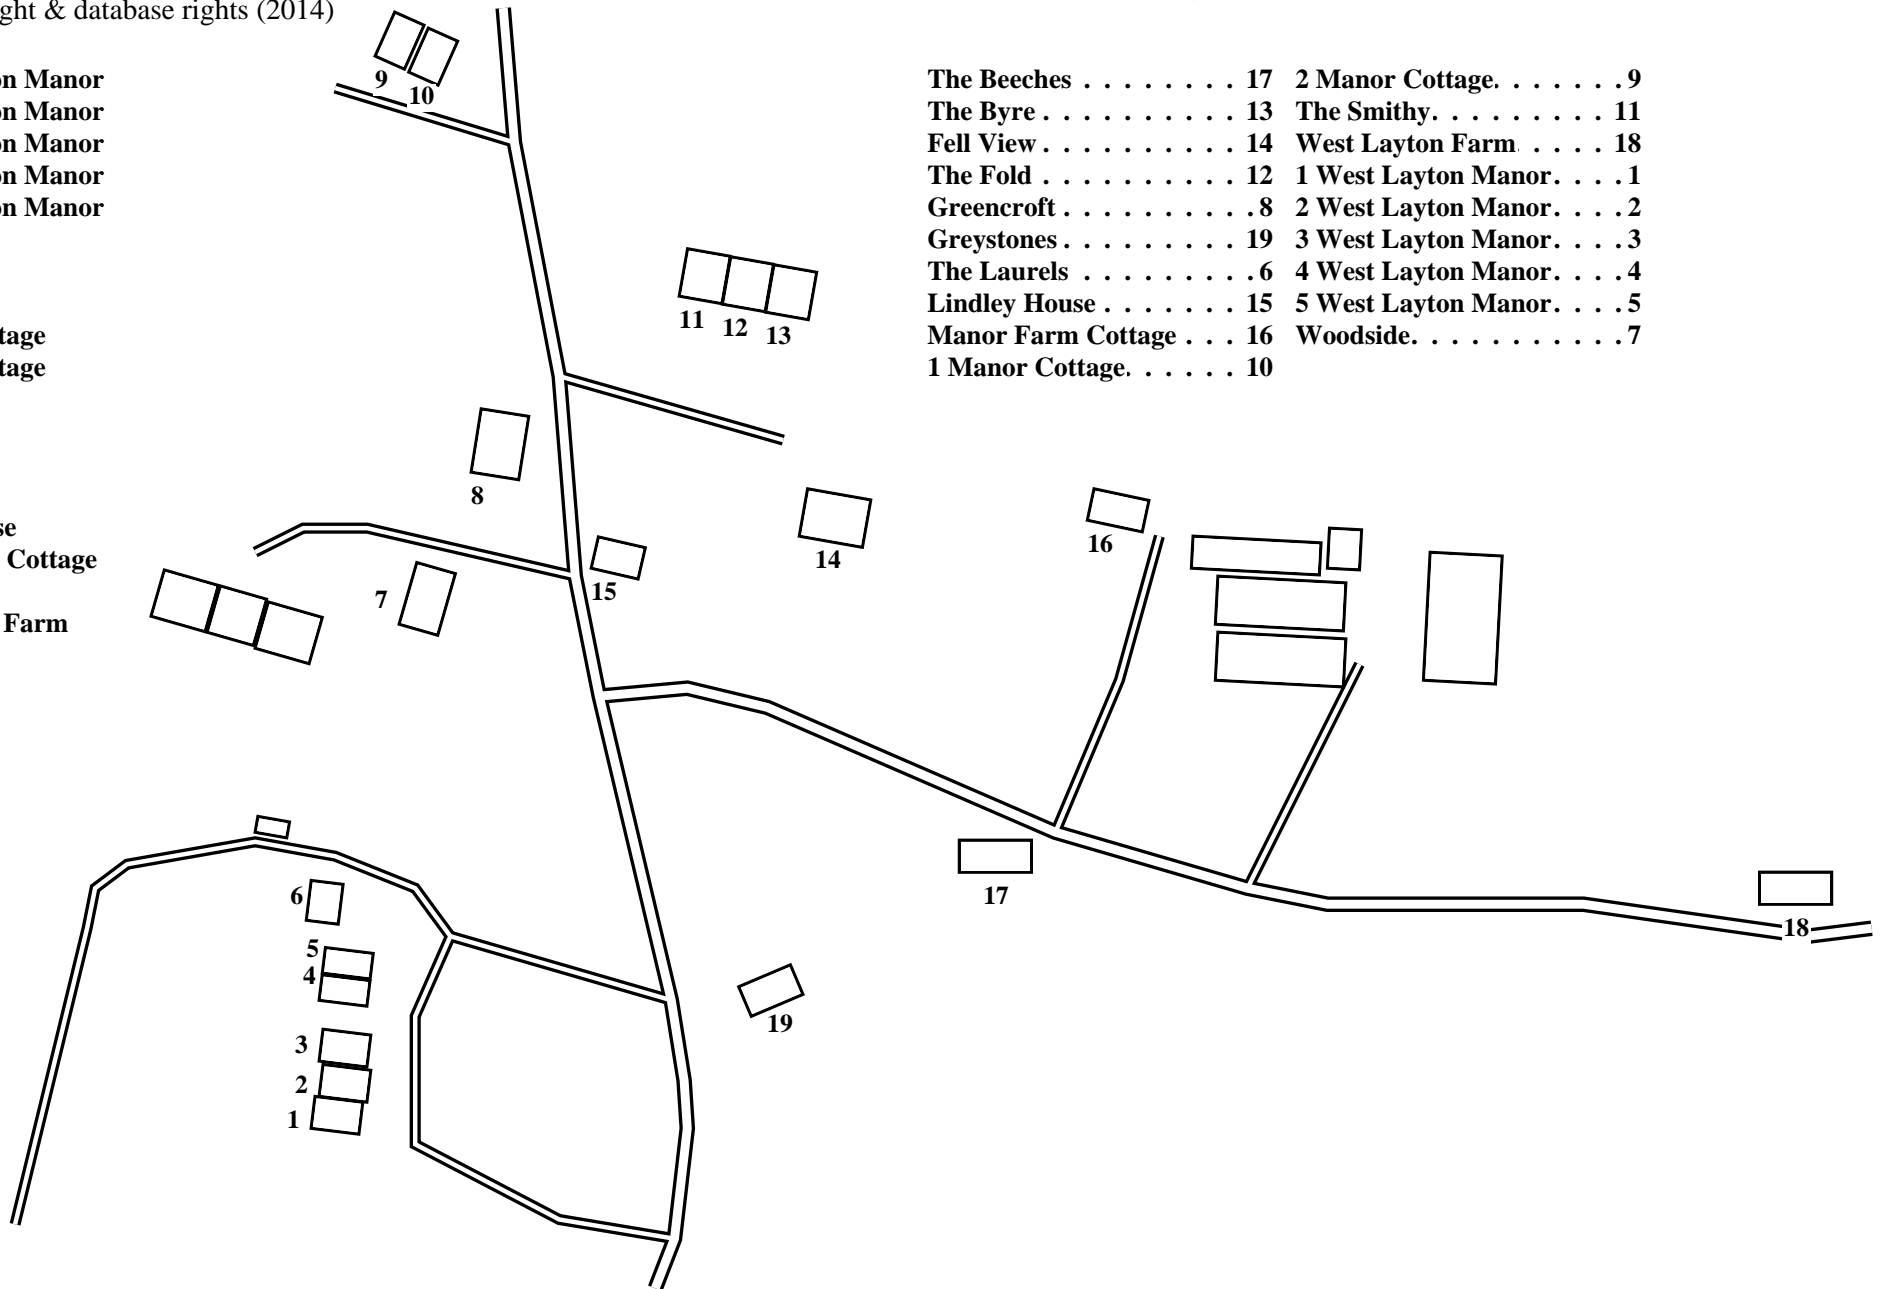 ght & database rights (2014)
on Manor
on Manor
on Manor
on Manor
on Manor
tage
tage
se
Cottage
Farm
The Beeches . . . . . . . . 17
The Byre . . . . . . . . . . 13
Fell View . . . . . . . . . . 14
The Fold . . . . . . . . . . 12
Greencroft . . . . . . . . . . 8
Greystones . . . . . . . . . 19
The Laurels . . . . . . . . . 6
Lindley House . . . . . . . 15
Manor Farm Cottage . . . 16
1 Manor Cottage. . . . . . 10
2 Manor Cottage. . . . . . . 9
The Smithy. . . . . . . . . 11
West Layton Farm. . . . . 18
1 West Layton Manor. . . . 1
2 West Layton Manor. . . . 2
3 West Layton Manor. . . . 3
4 West Layton Manor. . . . 4
5 West Layton Manor. . . . 5
Woodside. . . . . . . . . . . 7
9
10
11
12
13
8
14
16
15
7
6
17
18
5
4
19
3
2
1